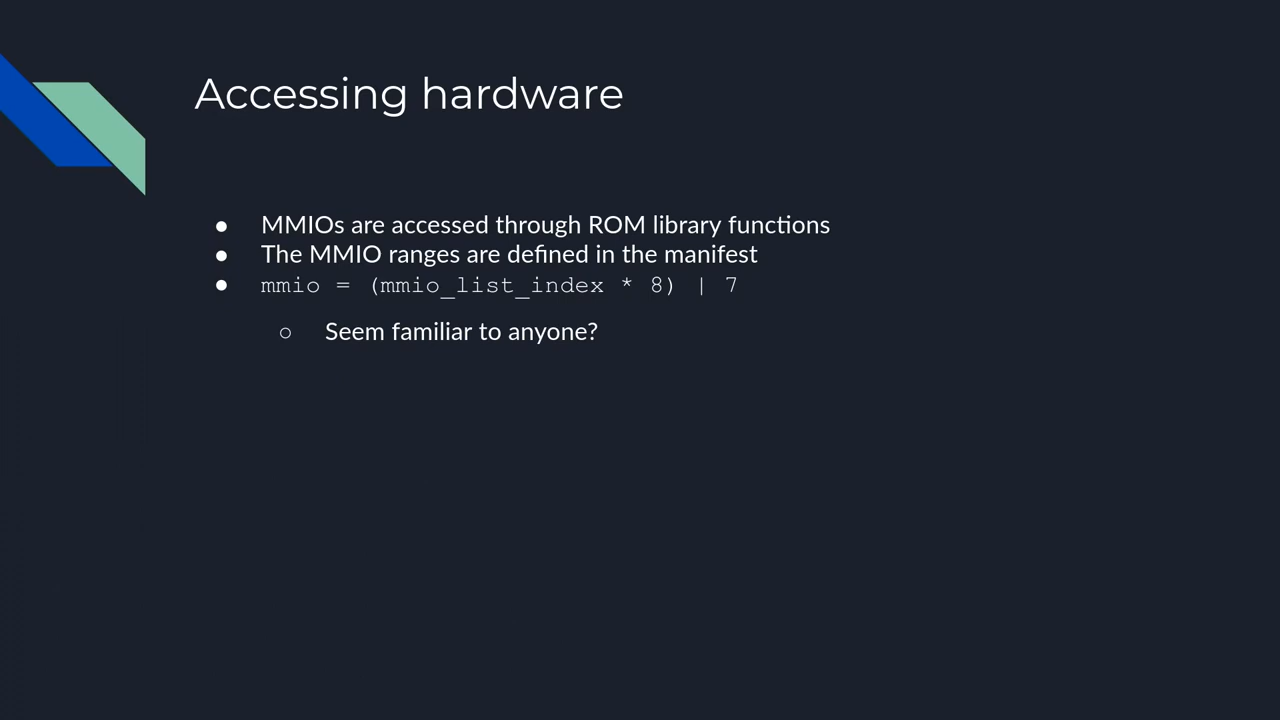 Accessing hardware
● MMIOs are accessed through ROM library functions
● The MMIO ranges are defined in the manifest
● mmio = (mmio_list_index * 8) | 7
○ Seem familiar to anyone?